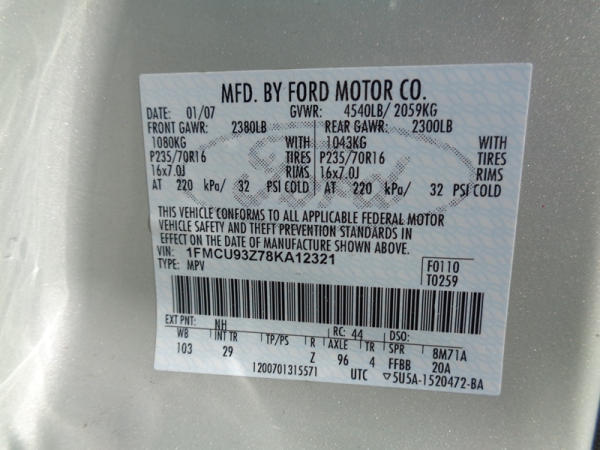 MFD. BY FORD MOTOR CO.
DATE: 01/07 GVWR: 4540LB/ 2059KG
FRONT GAWR: 2380LB REAR GAWR: 2300LB
1080KG WITH 1043KG WITH
P235/70R16 TIRES P235/70R16 TIRES
16x7.0J RIMS 16x7.0J RIMS
AT 220 kPa/ 32 PSI COLD AT 220 kPa/ 32 PSI COLD
Ford
THIS VEHICLE CONFORMS TO ALL APPLICABLE FEDERAL MOTOR
VEHICLE SAFETY AND THEFT PREVENTION STANDARDS IN
EFFECT ON THE DATE OF MANUFACTURE SHOWN ABOVE.
VIN: 1FMCU93Z78KA12321
TYPE: MPV
F0110
T0259
EXT PNT: NH RC: 44 DSO:
WB INT TR TP/PS R AXLE TR SPR 8M71A
103 29 Z 96 4 FFBB 20A
1200701315571 UTC ▽5U5A-1520472-BA